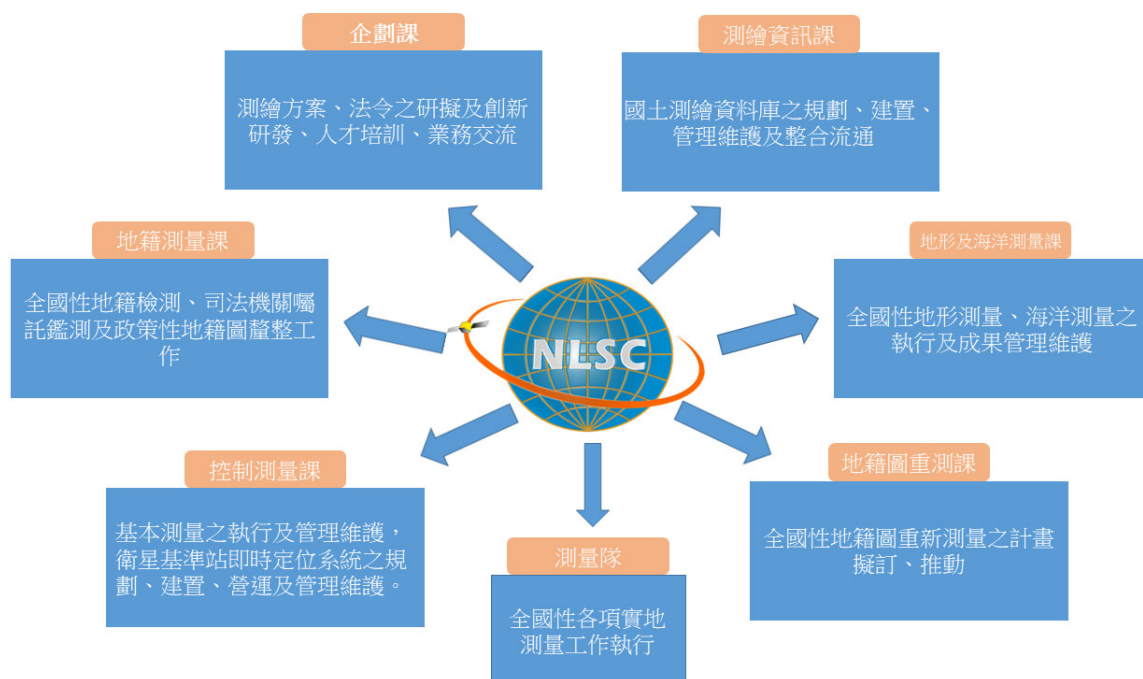 企劃課
測繪方案、法令之研擬及創新
研發、人才培訓、業務交流
測繪資訊課
國土測繪資料庫之規劃、建置、
管理維護及整合流通
地籍測量課
全國性地籍檢測、司法機關囑
託鑑測及政策性地籍圖釐整工
作
地形及海洋測量課
全國性地形測量、海洋測量之
執行及成果管理維護
NLSC
控制測量課
基本測量之執行及管理維護，
衛星基準站即時定位系統之規
劃、建置、營運及管理維護。
測量隊
全國性各項實地
測量工作執行
地籍圖重測課
全國性地籍圖重新測量之計畫
擬訂、推動